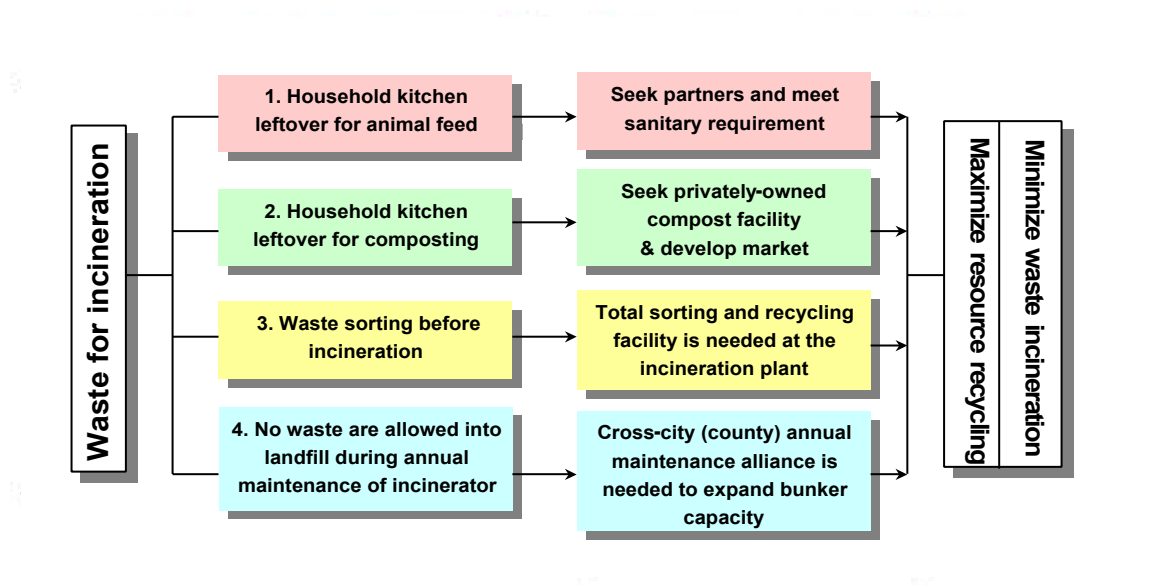 Waste for incineration
1. Household kitchen
leftover for animal feed
Seek partners and meet
sanitary requirement
2. Household kitchen
leftover for composting
Seek privately-owned
compost facility
& develop market
3. Waste sorting before
incineration
Total sorting and recycling
facility is needed at the
incineration plant
4. No waste are allowed into
landfill during annual
maintenance of incinerator
Cross-city (county) annual
maintenance alliance is
needed to expand bunker
capacity
Minimize waste incineration
Maximize resource recycling